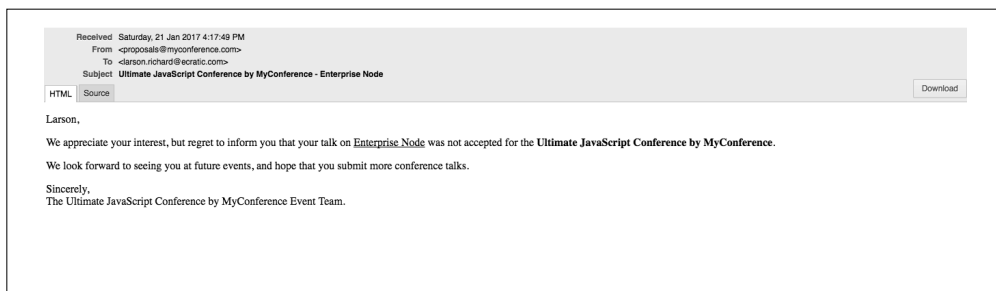 Received Saturday, 21 Jan 2017 4:17:49 PM
From <proposals@myconference.com>
To <larson.richard@ecratic.com>
Subject Ultimate JavaScript Conference by MyConference - Enterprise Node
HTML Source Download
Larson,
We appreciate your interest, but regret to inform you that your talk on Enterprise Node was not accepted for the Ultimate JavaScript Conference by MyConference.
We look forward to seeing you at future events, and hope that you submit more conference talks.
Sincerely,
The Ultimate JavaScript Conference by MyConference Event Team.